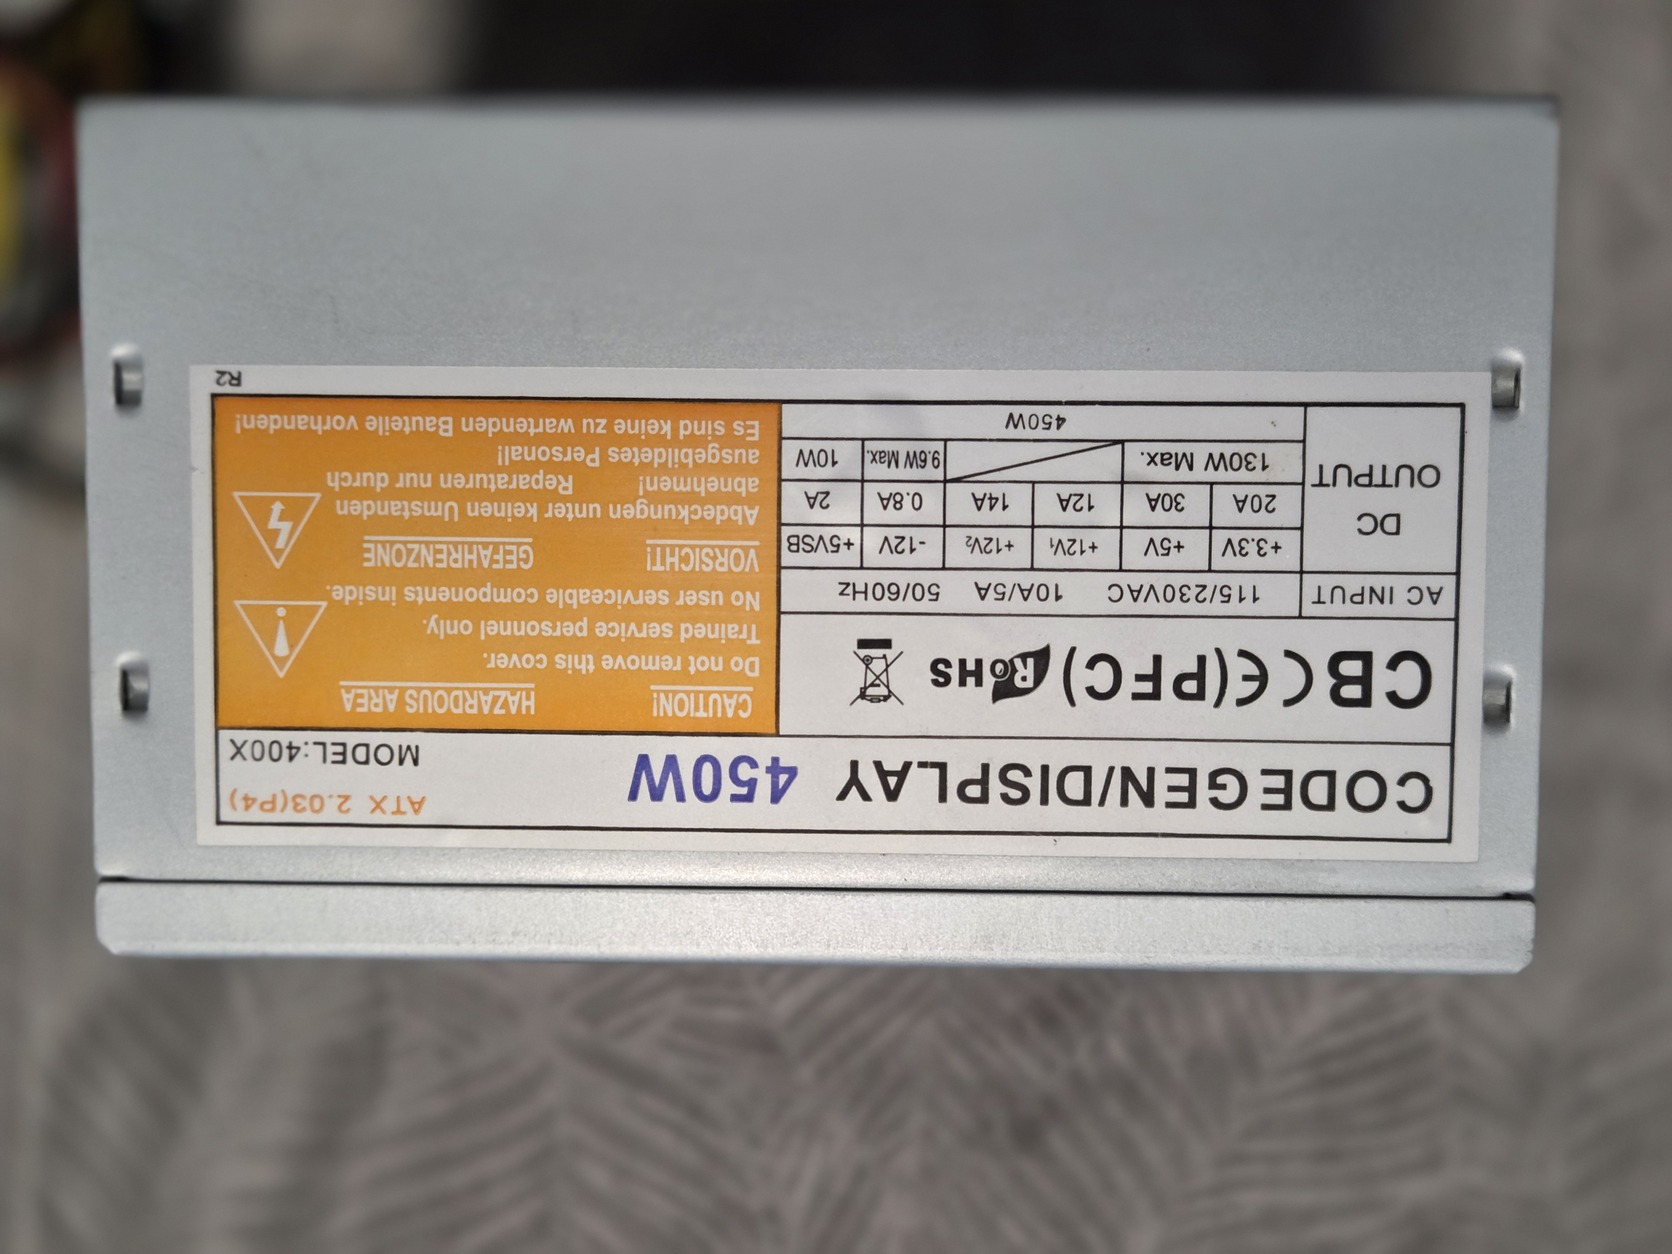 CODEGEN/DISPLAY 450W
ATX 2.03(P4)
MODEL:400X
CB CE (PFC) RoHS
AC INPUT 115/230VAC 10A/5A 50/60Hz
DC OUTPUT
+3.3V +5V +12V1 +12V2 -12V +5VSB
20A 30A 12A 14A 0.8A 2A
130W Max. 9.6W Max. 10W
450W
CAUTION! HAZARDOUS AREA
Do not remove this cover.
Trained service personnel only.
No user serviceable components inside.
VORSICHT! GEFAHRENZONE
Abdeckungen unter keinen Umstanden
abnehmen! Reparaturen nur durch
ausgebildetes Personal!
Es sind keine zu wartenden Bauteile vorhanden!
R2